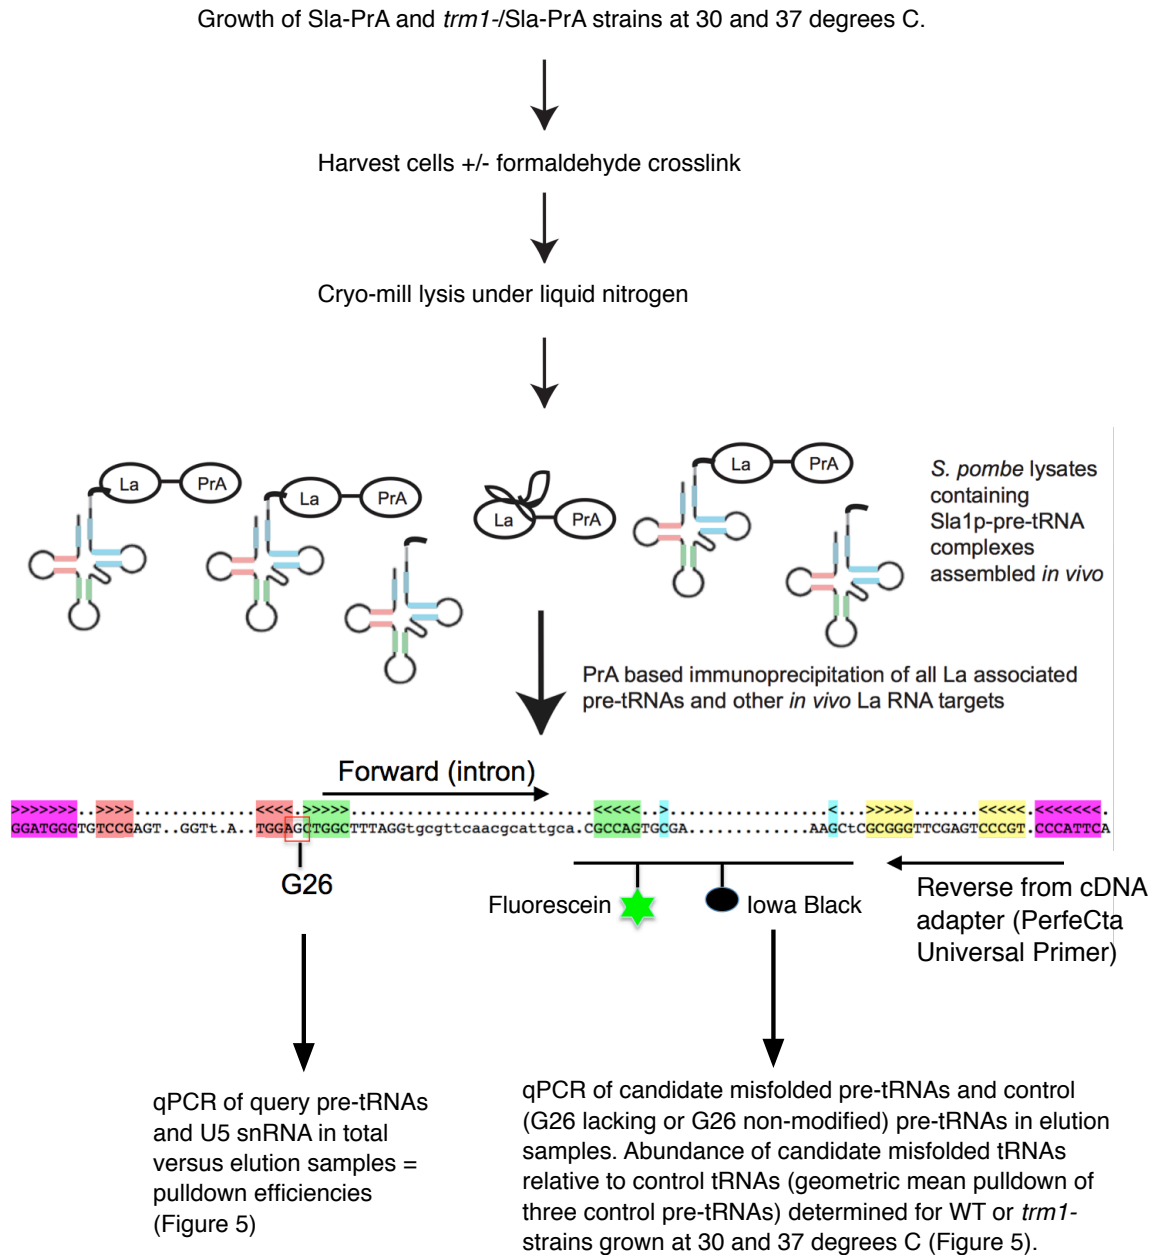 Growth of Sla-PrA and trm1-/Sla-PrA strains at 30 and 37 degrees C.
Harvest cells +/- formaldehyde crosslink
Cryo-mill lysis under liquid nitrogen
La PrA
La PrA
La PrA
La PrA
S. pombe lysates
containing
Sla1p-pre-tRNA
complexes
assembled in vivo
PrA based immunoprecipitation of all La associated
pre-tRNAs and other in vivo La RNA targets
Forward (intron)
>>>>>>>..>>>>..............<<<<.>>>>>...........................<<<<<..>..................<...>>>>>.......<<<<<.<<<<<<<.
GGATGGGTGTCCGAGT..GGTt.A..TGGAGCTGGCTTTAGGtgcgttcaacgcattgca.CGCCAGTGCGA..............AAGCtCGCGGGTTCGAGTCCCGT.CCCATTCA
G26
Fluorescein
Iowa Black
Reverse from cDNA
adapter (PerfeCta
Universal Primer)
qPCR of query pre-tRNAs
and U5 snRNA in total
versus elution samples =
pulldown efficiencies
(Figure 5)
qPCR of candidate misfolded pre-tRNAs and control
(G26 lacking or G26 non-modified) pre-tRNAs in elution
samples. Abundance of candidate misfolded tRNAs
relative to control tRNAs (geometric mean pulldown of
three control pre-tRNAs) determined for WT or trm1-
strains grown at 30 and 37 degrees C (Figure 5).